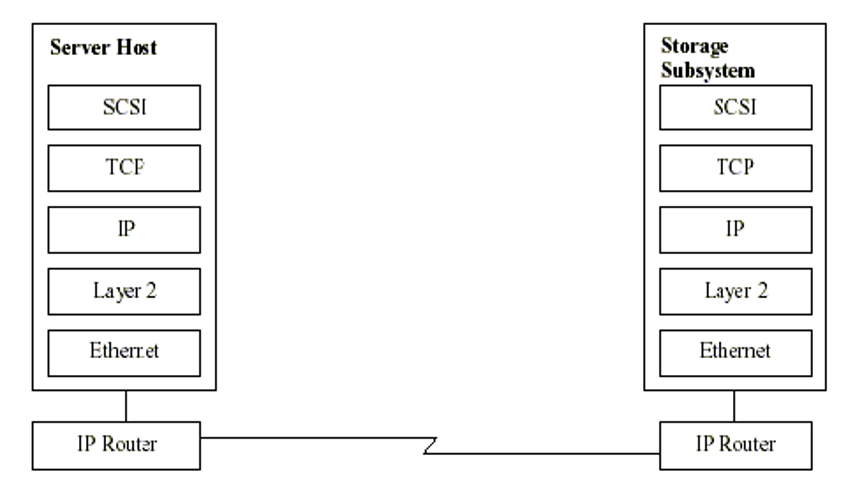 Server Host
SCSI
TCP
IP
Layer 2
Ethernet
IP Router
Storage
Subsystem
SCSI
TCP
IP
Layer 2
Ethernet
IP Router